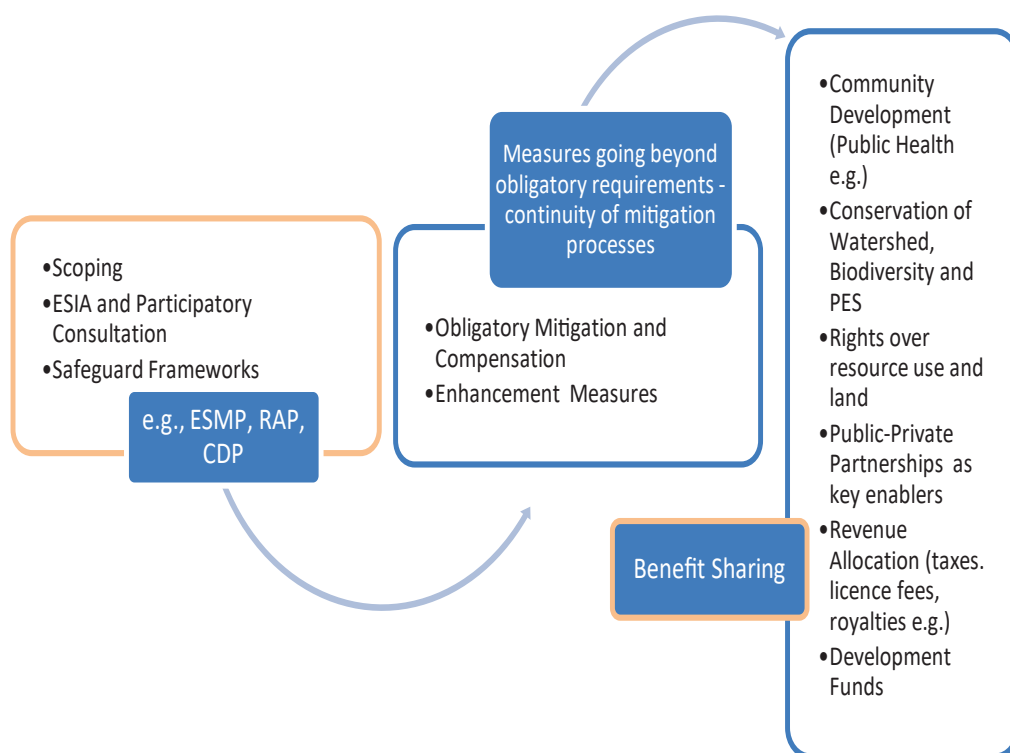 •Scoping
•ESIA and Participatory
Consultation
•Safeguard Frameworks
e.g., ESMP, RAP,
CDP
Measures going beyond
obligatory requirements -
continuity of mitigation
processes
•Obligatory Mitigation and
Compensation
•Enhancement Measures
•Community
Development
(Public Health
e.g.)
•Conservation of
Watershed,
Biodiversity and
PES
•Rights over
resource use and
land
•Public-Private
Partnerships as
key enablers
•Revenue
Allocation (taxes.
licence fees,
royalties e.g.)
•Development
Funds
Benefit Sharing